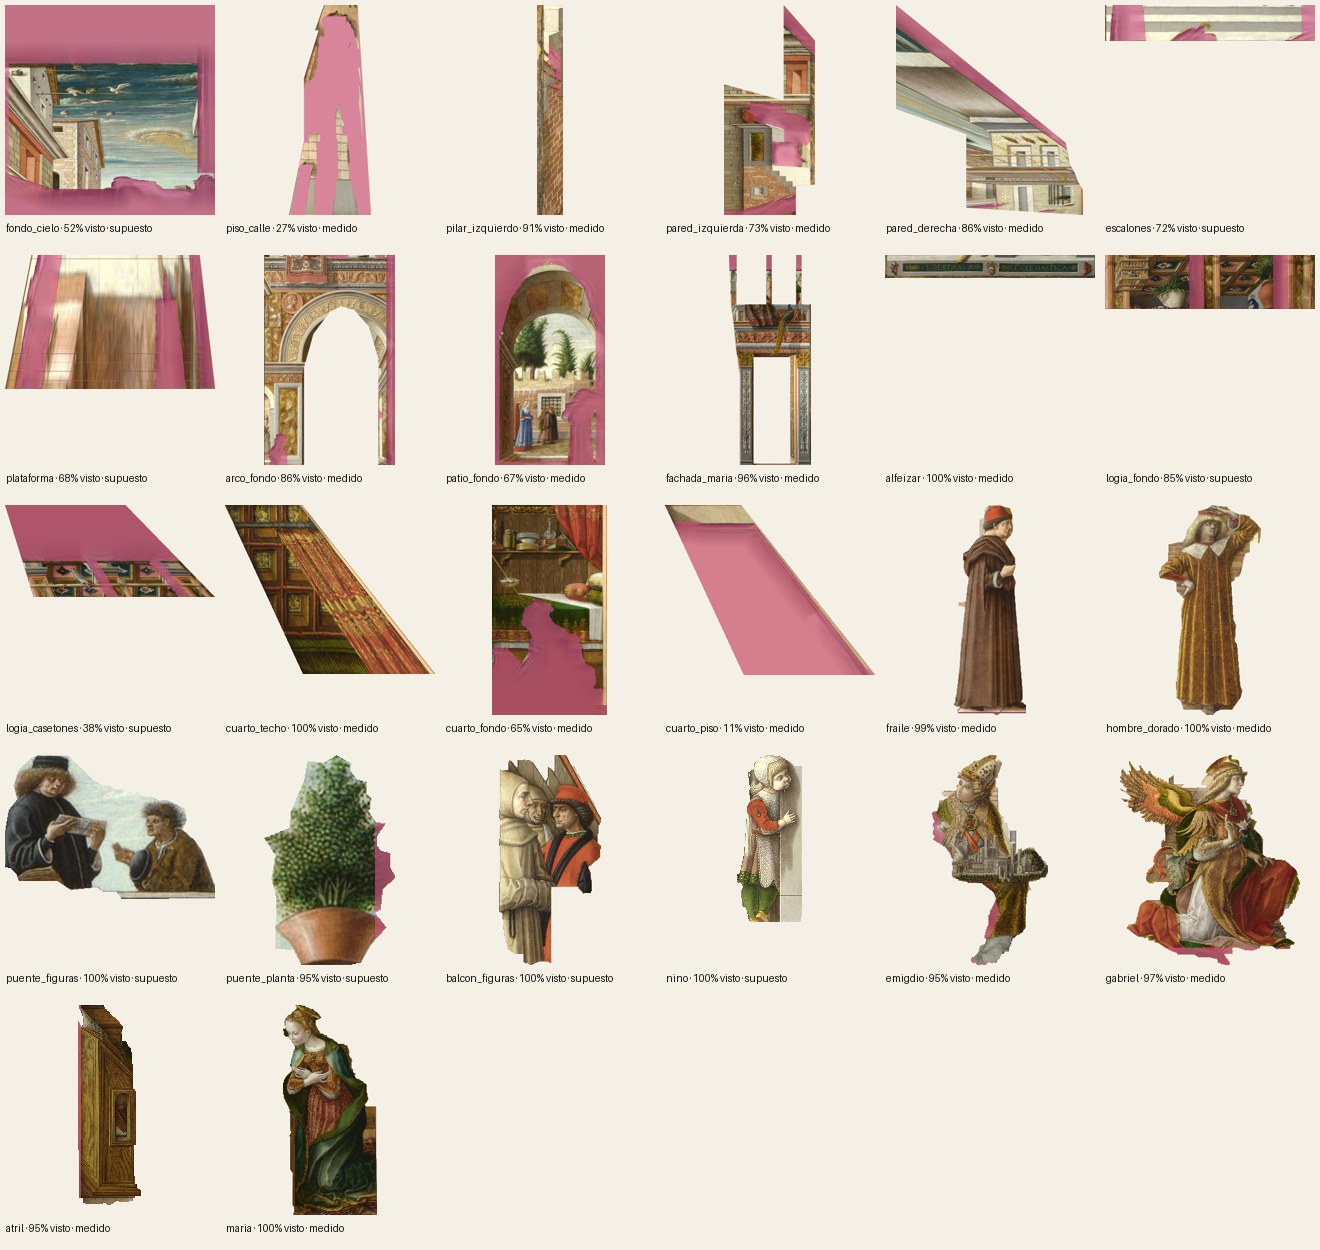 fondo_cielo · 52% visto · supuesto
piso_calle · 27% visto · medido
pilar_izquierdo · 91% visto · medido
pared_izquierda · 73% visto · medido
pared_derecha · 86% visto · medido
escalones · 72% visto · supuesto
plataforma · 68% visto · supuesto
arco_fondo · 86% visto · medido
patio_fondo · 67% visto · medido
fachada_maria · 96% visto · medido
alfeizar · 100% visto · medido
logia_fondo · 85% visto · supuesto
logia_casetones · 38% visto · supuesto
cuarto_techo · 100% visto · medido
cuarto_fondo · 65% visto · medido
cuarto_piso · 11% visto · medido
fraile · 99% visto · medido
hombre_dorado · 100% visto · medido
puente_figuras · 100% visto · supuesto
puente_planta · 95% visto · supuesto
balcon_figuras · 100% visto · supuesto
nino · 100% visto · supuesto
emigdio · 95% visto · medido
gabriel · 97% visto · medido
atril · 95% visto · medido
maria · 100% visto · medido